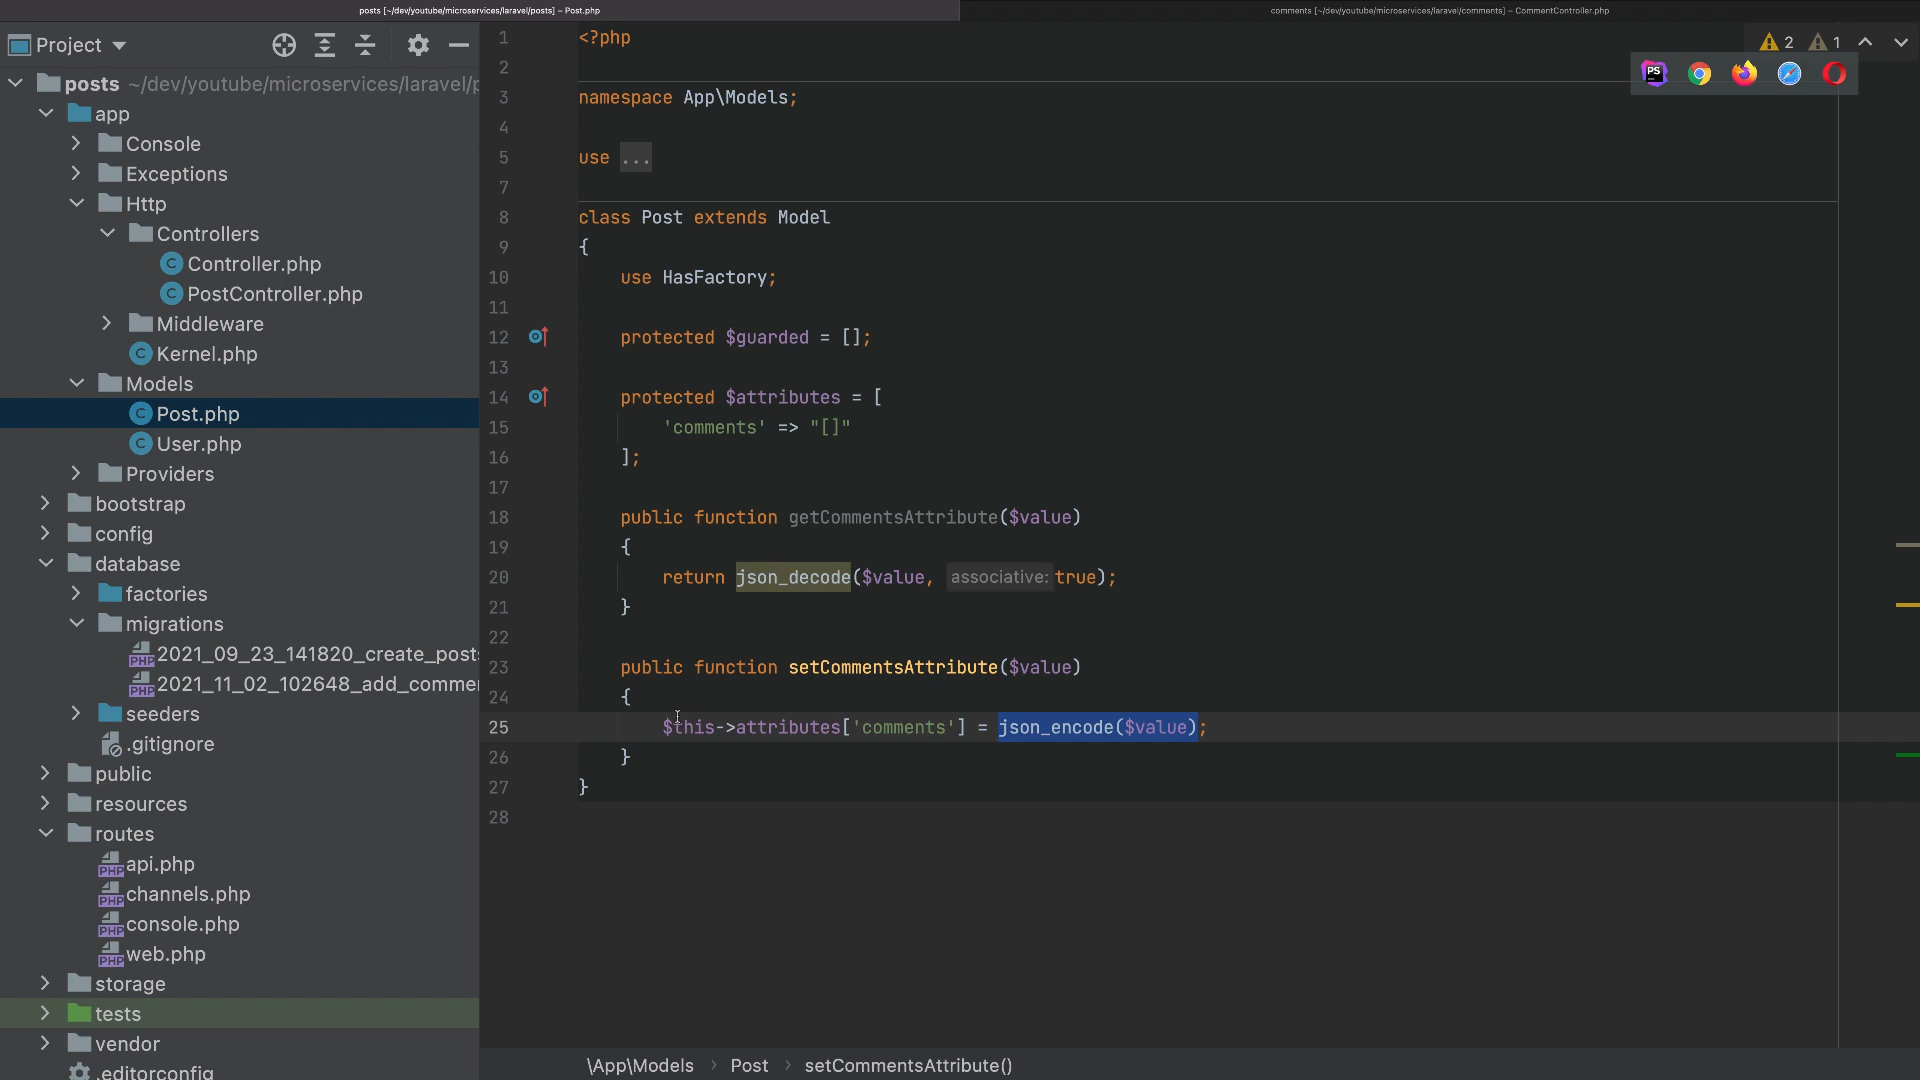 posts [~/dev/youtube/microservices/laravel/posts] – Post.php
comments [~/dev/youtube/microservices/laravel/comments] – CommentController.php
Project
posts ~/dev/youtube/microservices/laravel/p
app
Console
Exceptions
Http
Controllers
Controller.php
PostController.php
Middleware
Kernel.php
Models
Post.php
User.php
Providers
bootstrap
config
database
factories
migrations
2021_09_23_141820_create_posts
2021_11_02_102648_add_comme
seeders
.gitignore
public
resources
routes
api.php
channels.php
console.php
web.php
storage
tests
vendor
.editorconfig
2 1
PS
1 <?php
2
3 namespace App\Models;
4
5 use ...
7
8 class Post extends Model
9 {
10 use HasFactory;
11
12 protected $guarded = [];
13
14 protected $attributes = [
15 'comments' => "[]"
16 ];
17
18 public function getCommentsAttribute($value)
19 {
20 return json_decode($value, associative: true);
21 }
22
23 public function setCommentsAttribute($value)
24 {
25 $this->attributes['comments'] = json_encode($value);
26 }
27 }
28
\App\Models › Post › setCommentsAttribute()